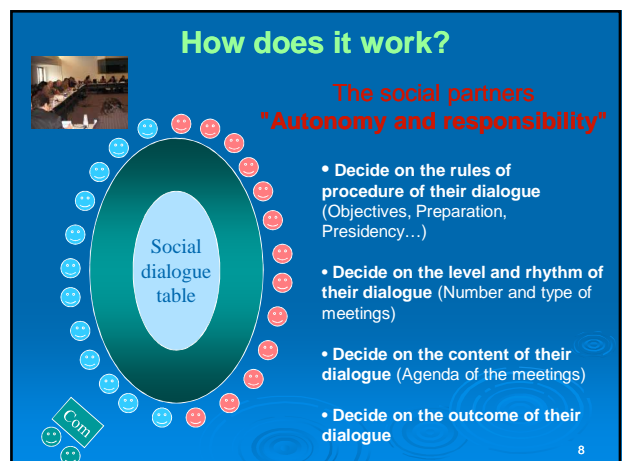 How does it work?
The social partners
"Autonomy and responsibility"
• Decide on the rules of
procedure of their dialogue
(Objectives, Preparation,
Presidency…)
• Decide on the level and rhythm of
their dialogue (Number and type of
meetings)
• Decide on the content of their
dialogue (Agenda of the meetings)
• Decide on the outcome of their
dialogue
Social
dialogue
table
Com
8